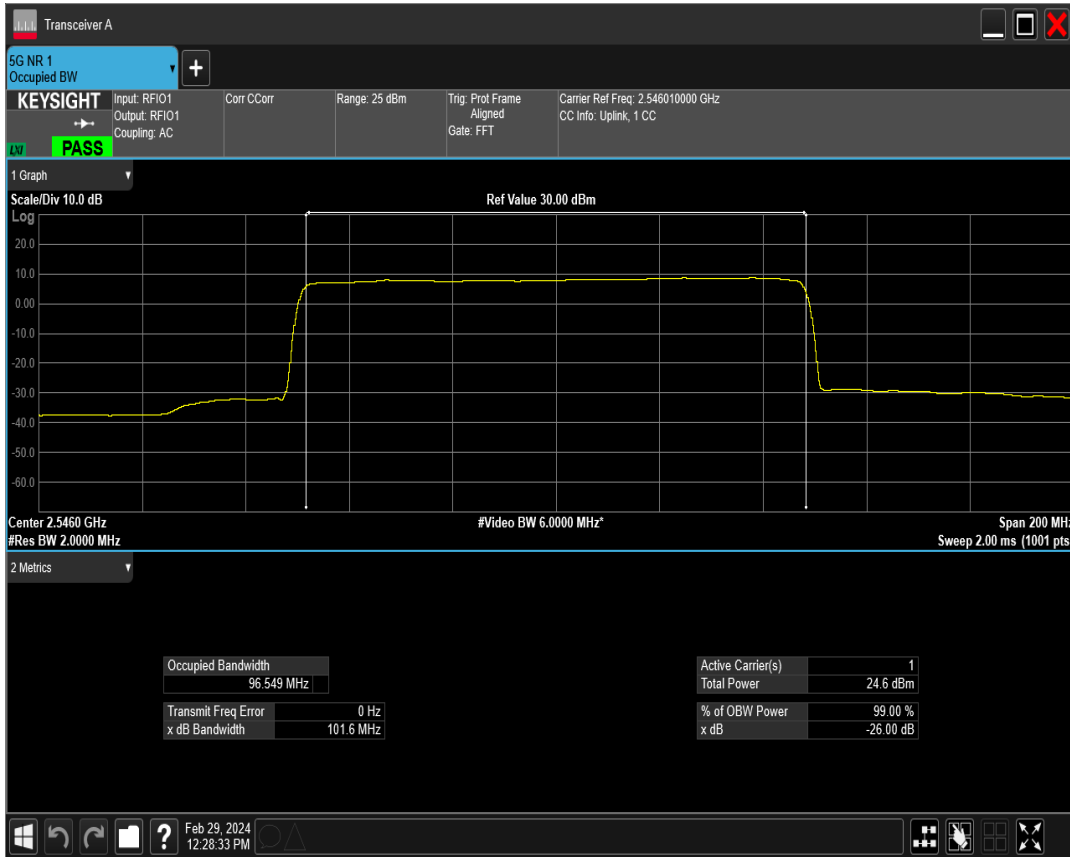 Transceiver A
5G NR 1
Occupied BW
+
KEYSIGHT
LXI
PASS
Input: RFIO1
Output: RFIO1
Coupling: AC
Corr CCorr
Range: 25 dBm
Trig: Prot Frame
Aligned
Gate: FFT
Carrier Ref Freq: 2.546010000 GHz
CC Info: Uplink, 1 CC
1 Graph
Scale/Div 10.0 dB
Ref Value 30.00 dBm
Log
20.0
10.0
0.00
-10.0
-20.0
-30.0
-40.0
-50.0
-60.0
Center 2.5460 GHz
#Video BW 6.0000 MHz*
Span 200 MHz
#Res BW 2.0000 MHz
Sweep 2.00 ms (1001 pts
2 Metrics
Occupied Bandwidth
96.549 MHz
Transmit Freq Error 0 Hz
x dB Bandwidth 101.6 MHz
Active Carrier(s) 1
Total Power 24.6 dBm
% of OBW Power 99.00 %
x dB -26.00 dB
?
Feb 29, 2024
12:28:33 PM